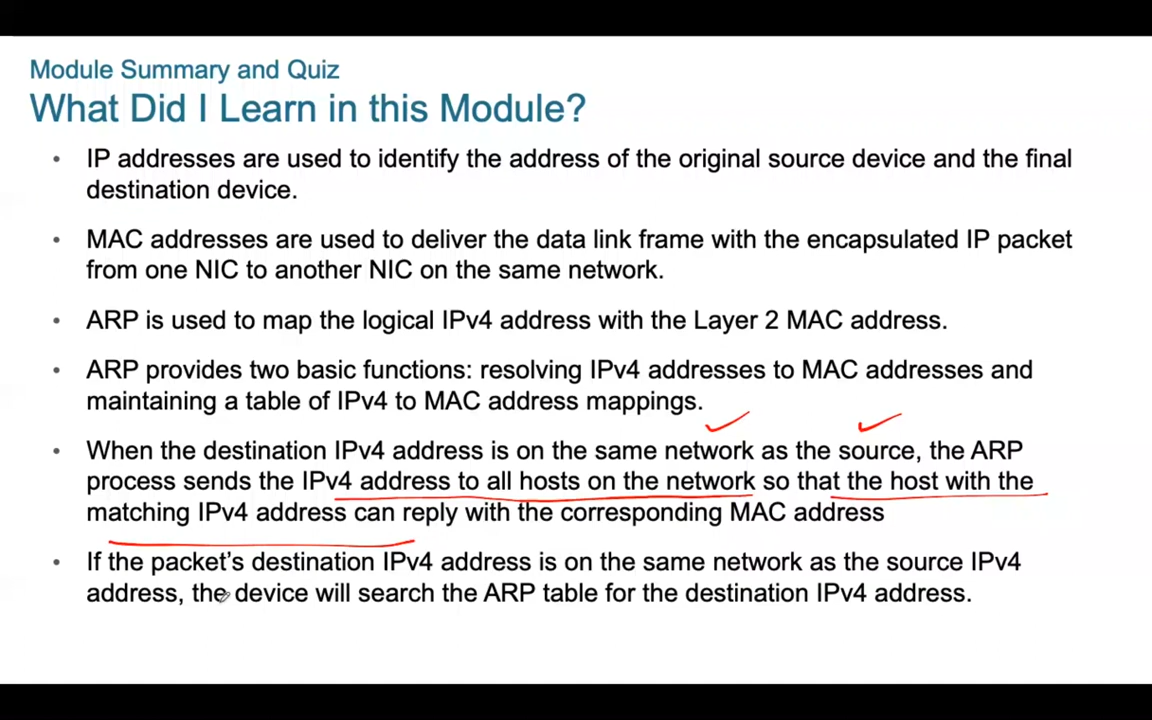 Module Summary and Quiz
What Did I Learn in this Module?
• IP addresses are used to identify the address of the original source device and the final
destination device.
• MAC addresses are used to deliver the data link frame with the encapsulated IP packet
from one NIC to another NIC on the same network.
• ARP is used to map the logical IPv4 address with the Layer 2 MAC address.
• ARP provides two basic functions: resolving IPv4 addresses to MAC addresses and
maintaining a table of IPv4 to MAC address mappings.
• When the destination IPv4 address is on the same network as the source, the ARP
process sends the IPv4 address to all hosts on the network so that the host with the
matching IPv4 address can reply with the corresponding MAC address
• If the packet’s destination IPv4 address is on the same network as the source IPv4
address, the device will search the ARP table for the destination IPv4 address.